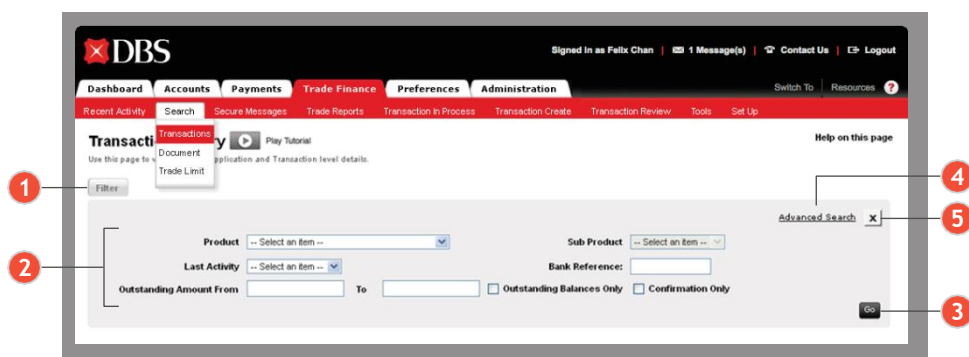 DBS
Signed in as Felix Chan | 1 Message(s) | Contact Us | Logout
Dashboard Accounts Payments Trade Finance Preferences Administration Switch To | Resources ?
Recent Activity Search Secure Messages Trade Reports Transaction In Process Transaction Create Transaction Review Tools Set Up
Transacti y Play Tutorial Help on this page
Transactions
Use this page to pplication and Transaction level details.
Document
Trade Limit
1 Filter
4
Advanced Search x 5
Product -- Select an item -- Sub Product -- Select an item --
2 Last Activity -- Select an item -- Bank Reference:
Outstanding Amount From To Outstanding Balances Only Confirmation Only
Go 3